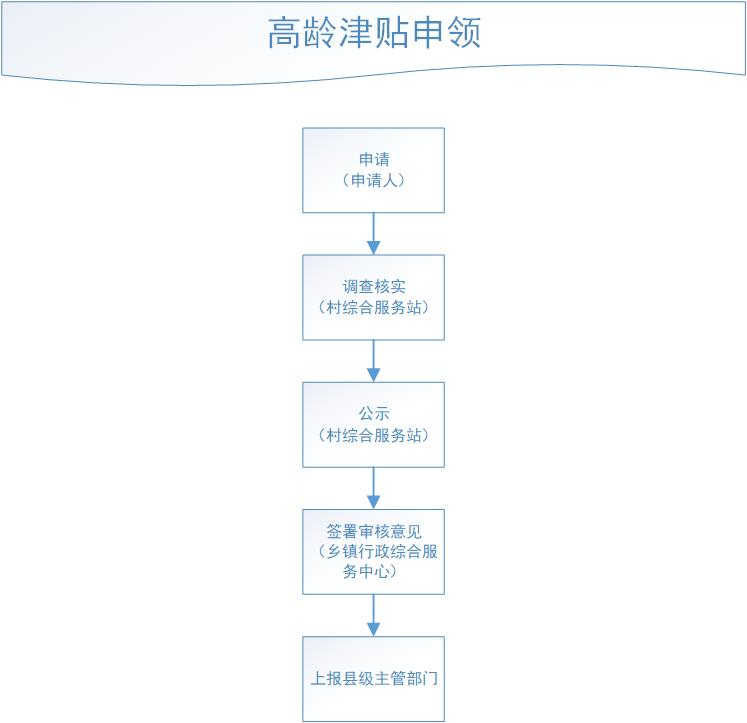 高龄津贴申领
申请
（申请人）
调查核实
（村综合服务站）
公示
（村综合服务站）
签署审核意见
（乡镇行政综合服
务中心）
上报县级主管部门